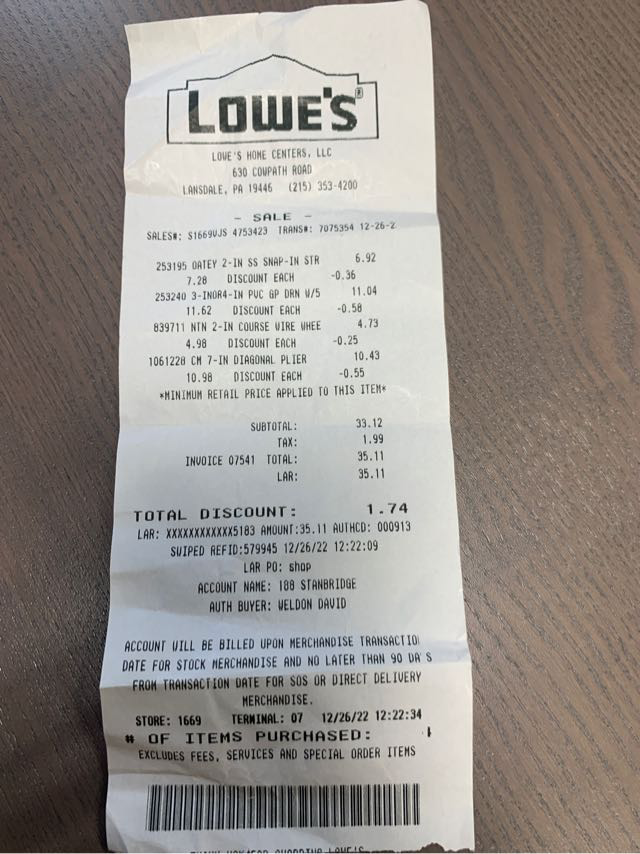 LOWE'S®
LOWE'S HOME CENTERS, LLC
630 COWPATH ROAD
LANSDALE, PA 19446 (215) 353-4200
- SALE -
SALES#: S1669VJS 4753423 TRANS#: 7075354 12-26-2
253195 OATEY 2-IN SS SNAP-IN STR 6.92
7.28 DISCOUNT EACH -0.36
253240 3-INOR4-IN PVC GP DRN W/5 11.04
11.62 DISCOUNT EACH -0.58
839711 NTN 2-IN COURSE WIRE WHEE 4.73
4.98 DISCOUNT EACH -0.25
1061228 CM 7-IN DIAGONAL PLIER 10.43
10.98 DISCOUNT EACH -0.55
*MINIMUM RETAIL PRICE APPLIED TO THIS ITEM*
SUBTOTAL: 33.12
TAX: 1.99
INVOICE 07541 TOTAL: 35.11
LAR: 35.11
TOTAL DISCOUNT: 1.74
LAR: XXXXXXXXXXXX5183 AMOUNT:35.11 AUTHCD: 000913
SWIPED REFID:579945 12/26/22 12:22:09
LAR PO: shop
ACCOUNT NAME: 188 STANBRIDGE
AUTH BUYER: WELDON DAVID
ACCOUNT WILL BE BILLED UPON MERCHANDISE TRANSACTIO
DATE FOR STOCK MERCHANDISE AND NO LATER THAN 90 DA S
FROM TRANSACTION DATE FOR SOS OR DIRECT DELIVERY
MERCHANDISE.
STORE: 1669 TERMINAL: 07 12/26/22 12:22:34
# OF ITEMS PURCHASED:
EXCLUDES FEES, SERVICES AND SPECIAL ORDER ITEMS